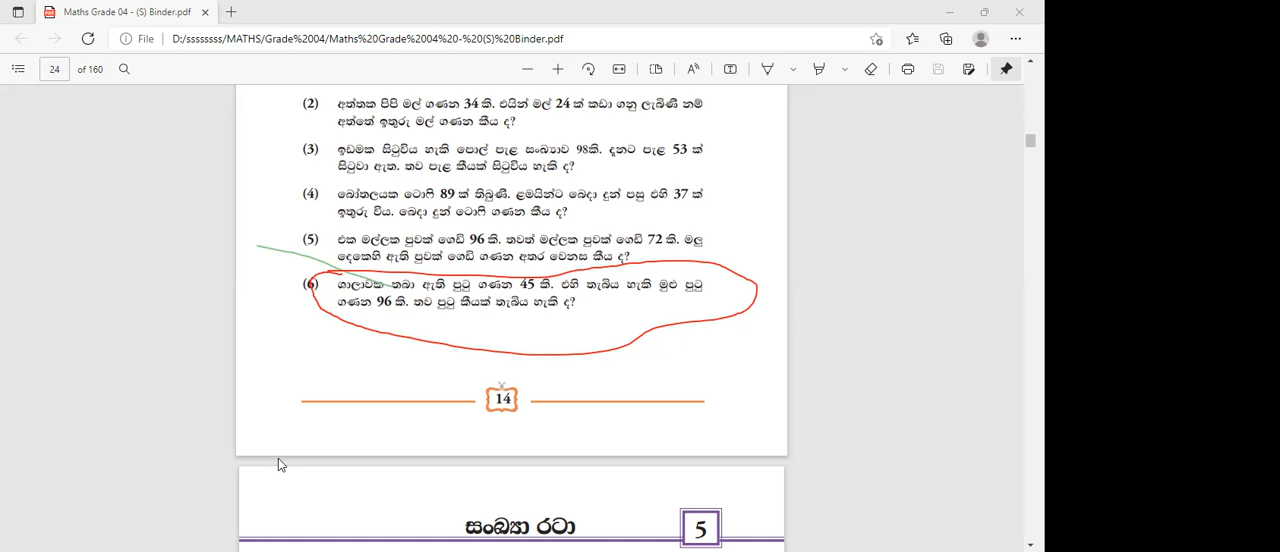 Maths Grade 04 - (S) Binder.pdf
File D:/ssssssss/MATHS/Grade%2004/Maths%20Grade%2004%20-%20(S)%20Binder.pdf
24 of 160
(2) අත්තක පිපි මල් ගණන 34 කි. එයින් මල් 24 ක් කඩා ගනු ලැබිණි නම්
අත්තේ ඉතුරු මල් ගණන කීය ද?
(3) ඉඩමක සිටුවිය හැකි පොල් පැළ සංඛ්‍යාව 98කි. දැනට පැළ 53 ක්
සිටුවා ඇත. තව පැළ කීයක් සිටුවිය හැකි ද?
(4) බෝතලයක ටොෆි 89 ක් තිබුණි. ළමයින්ට බෙදා දුන් පසු එහි 37 ක්
ඉතුරු විය. බෙදා දුන් ටොෆි ගණන කීය ද?
(5) එක මල්ලක පුවක් ගෙඩි 96 කි. තවත් මල්ලක පුවක් ගෙඩි 72 කි. මලු
දෙකෙහි ඇති පුවක් ගෙඩි ගණන අතර වෙනස කීය ද?
(6) ශාලාවක තබා ඇති පුටු ගණන 45 කි. එහි තැබිය හැකි මුළු පුටු
ගණන 96 කි. තව පුටු කීයක් තැබිය හැකි ද?
14
සංඛ්‍යා රටා 5